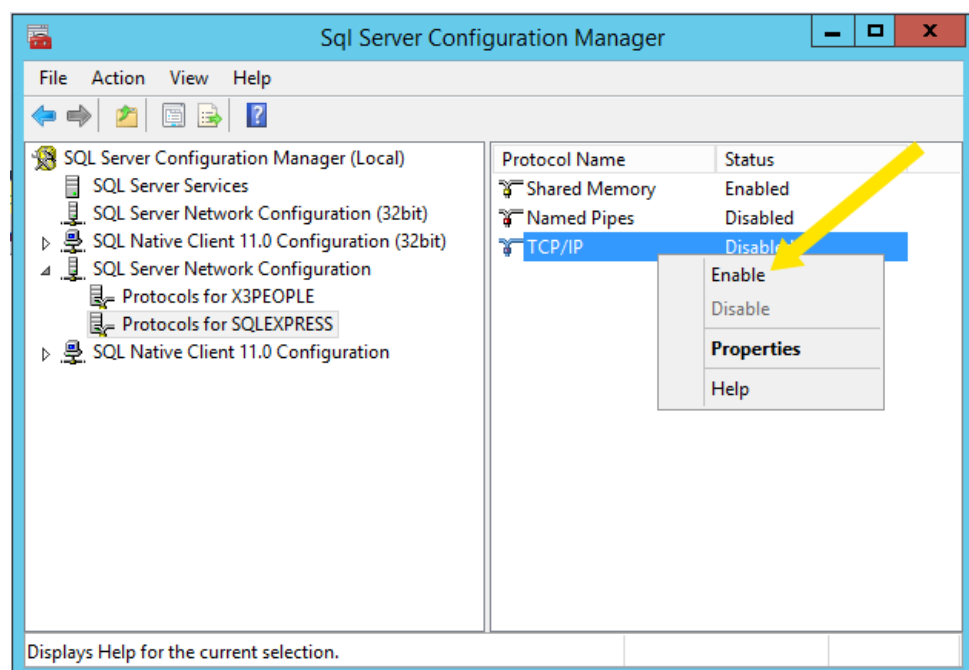 Sql Server Configuration Manager
File Action View Help
SQL Server Configuration Manager (Local)
SQL Server Services
SQL Server Network Configuration (32bit)
SQL Native Client 11.0 Configuration (32bit)
SQL Server Network Configuration
Protocols for X3PEOPLE
Protocols for SQLEXPRESS
SQL Native Client 11.0 Configuration
Protocol Name Status
Shared Memory Enabled
Named Pipes Disabled
TCP/IP Disabled
Enable
Disable
Properties
Help
Displays Help for the current selection.